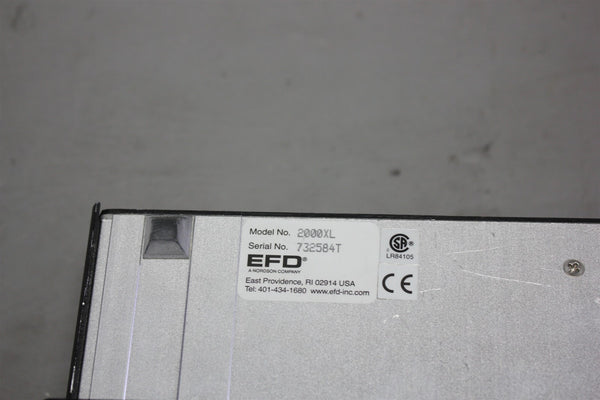 Model No. 2000XL
Serial No. 732584T
EFD®
A NORDSON COMPANY
East Providence, RI 02914 USA
Tel: 401-434-1680 www.efd-inc.com
CSA®
LR84105
CE